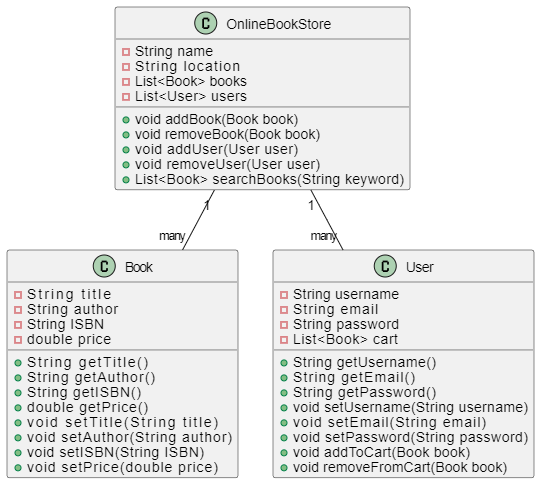 C OnlineBookStore
String name
String location
List<Book> books
List<User> users
void addBook(Book book)
void removeBook(Book book)
void addUser(User user)
void removeUser(User user)
List<Book> searchBooks(String keyword)
1 1
many many
C Book
String title
String author
String ISBN
double price
String getTitle()
String getAuthor()
String getISBN()
double getPrice()
void setTitle(String title)
void setAuthor(String author)
void setISBN(String ISBN)
void setPrice(double price)
C User
String username
String email
String password
List<Book> cart
String getUsername()
String getEmail()
String getPassword()
void setUsername(String username)
void setEmail(String email)
void setPassword(String password)
void addToCart(Book book)
void removeFromCart(Book book)